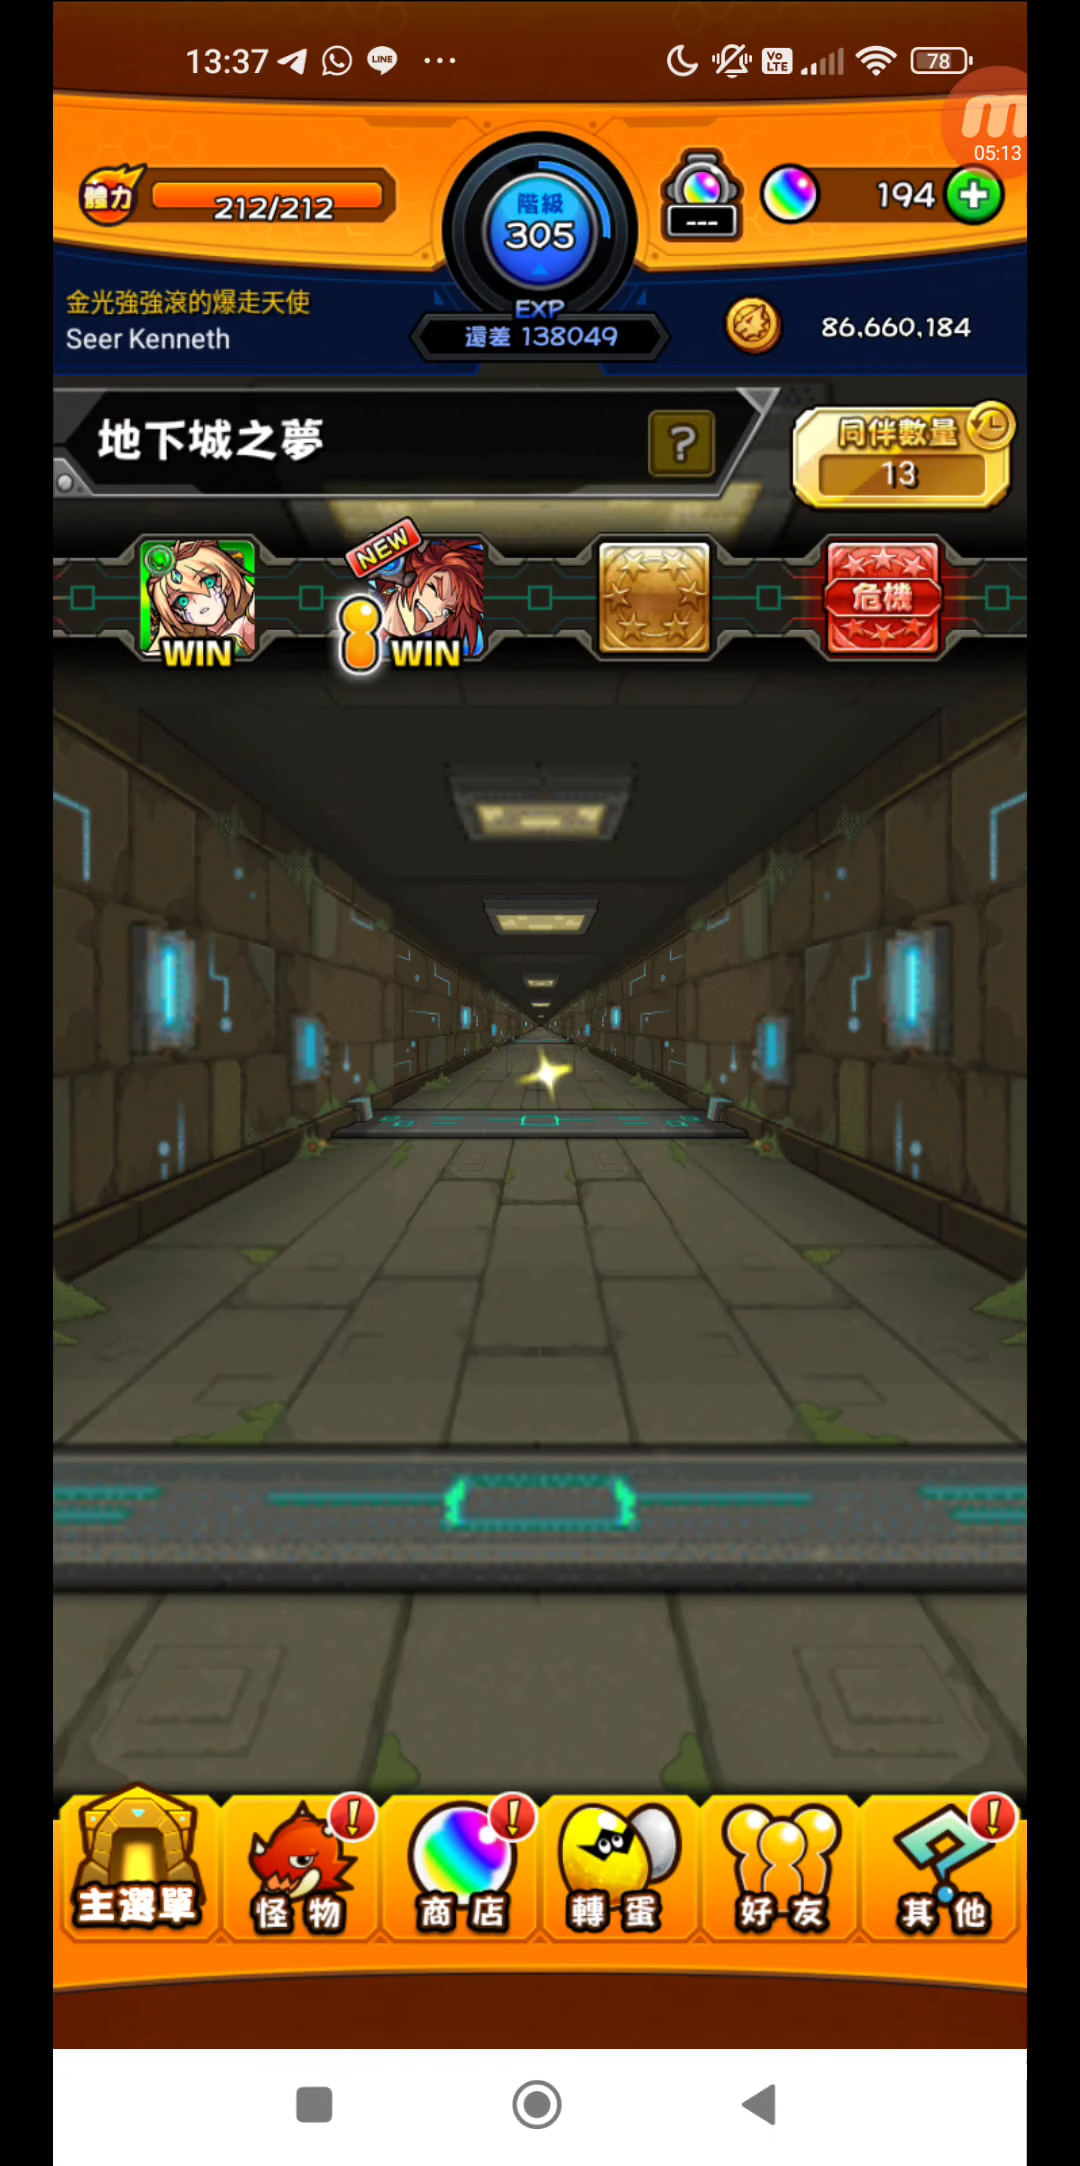 13:37
LINE
Vo
LTE
78
05:13
體力
212/212
階級
305
---
194
金光強強滾的爆走天使
Seer Kenneth
EXP
還差 138049
86,660,184
地下城之夢
?
同伴數量
13
NEW
WIN
WIN
危機
主選單
怪物
商店
轉蛋
好友
其他